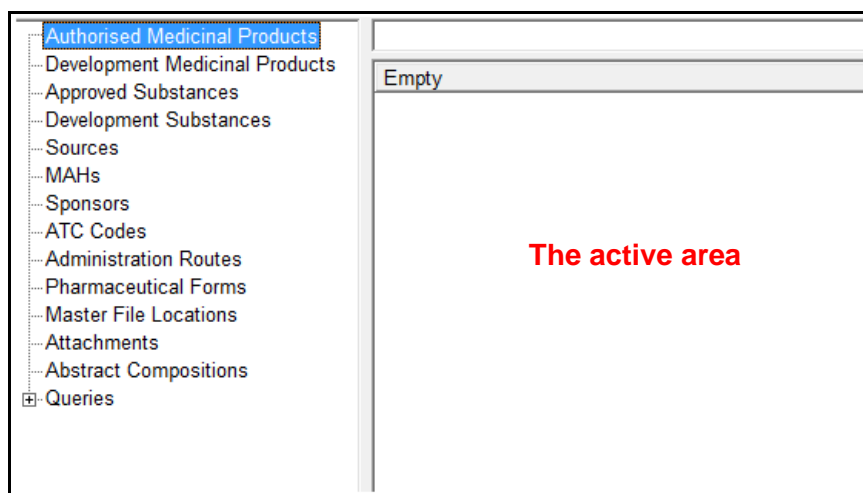 Authorised Medicinal Products
Development Medicinal Products
Approved Substances
Development Substances
Sources
MAHs
Sponsors
ATC Codes
Administration Routes
Pharmaceutical Forms
Master File Locations
Attachments
Abstract Compositions
Queries
Empty
The active area